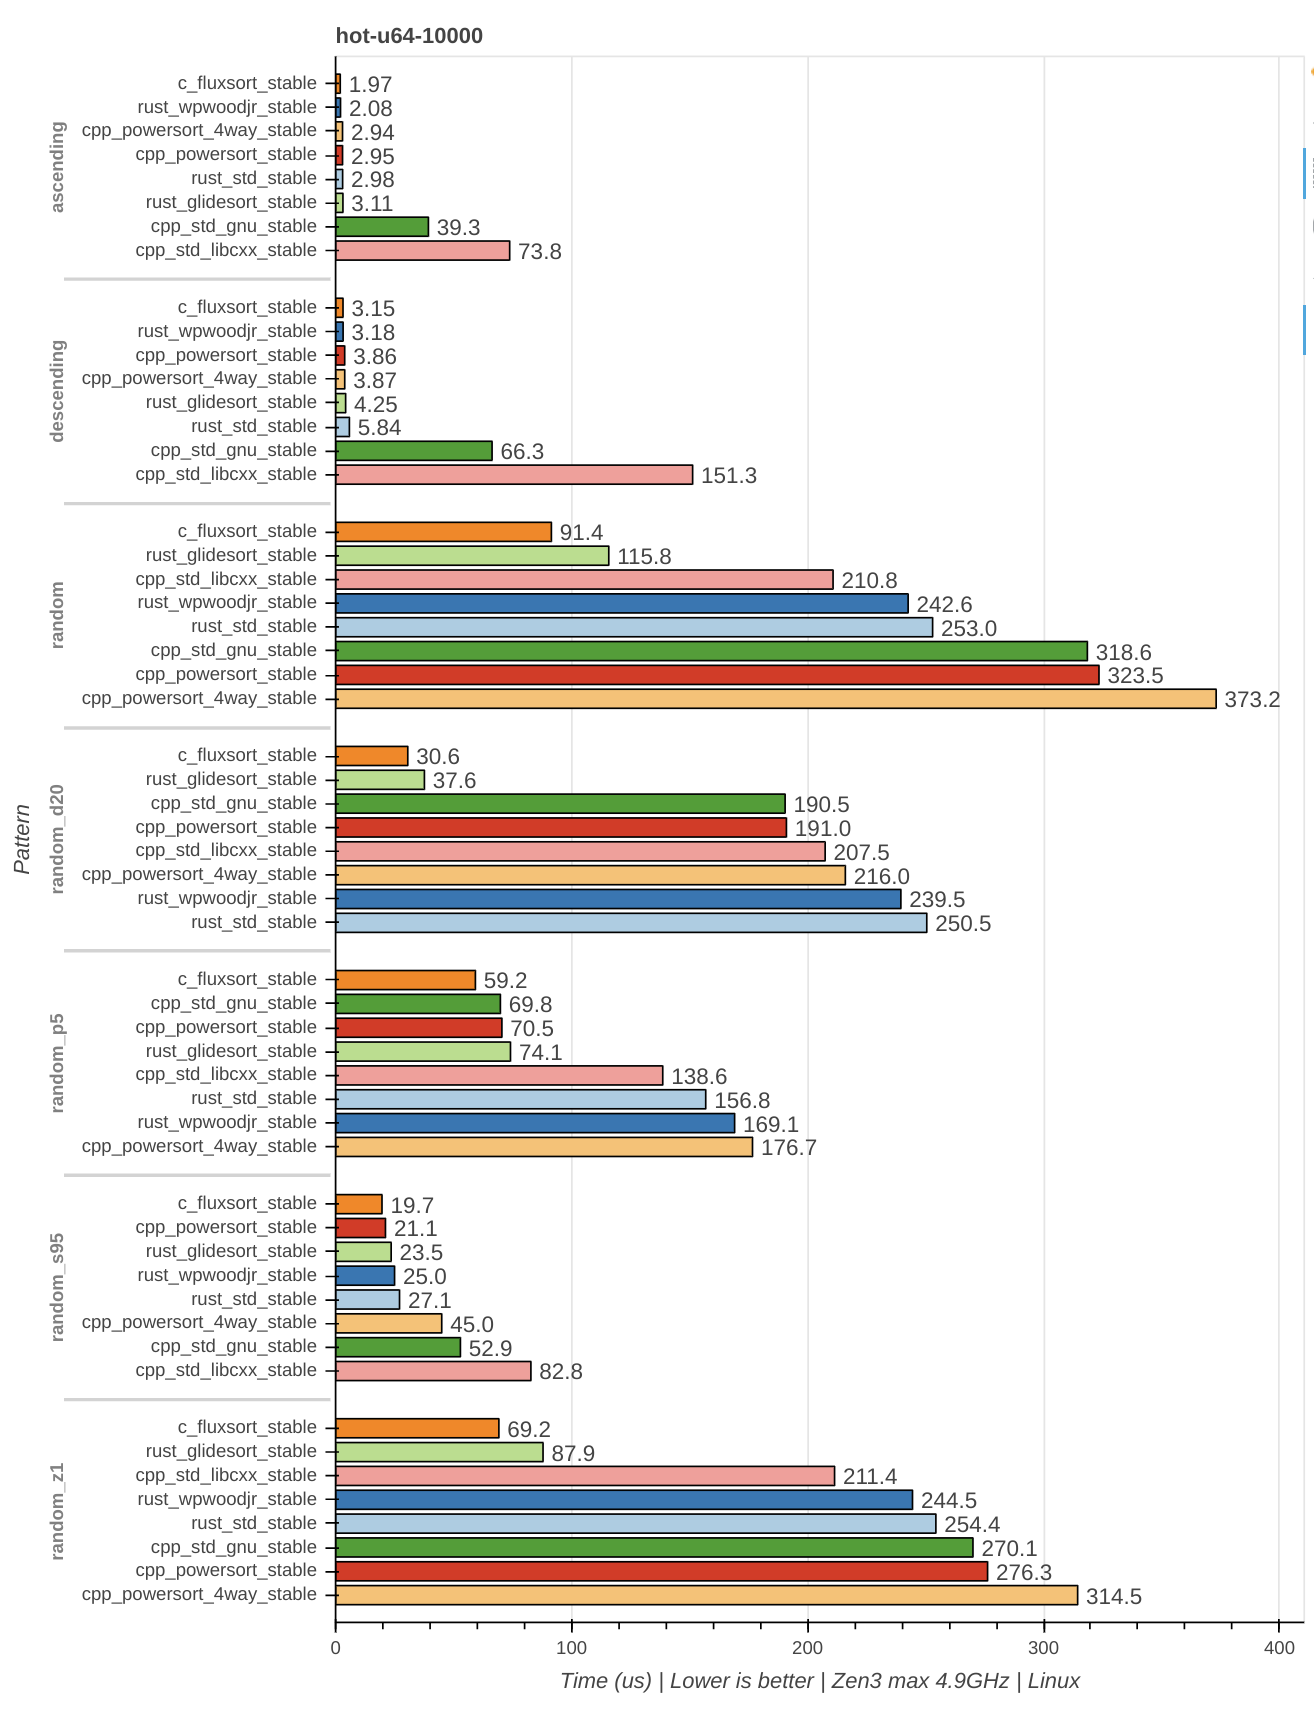 hot-u64-10000
ascending
c_fluxsort_stable 1.97
rust_wpwoodjr_stable 2.08
cpp_powersort_4way_stable 2.94
cpp_powersort_stable 2.95
rust_std_stable 2.98
rust_glidesort_stable 3.11
cpp_std_gnu_stable 39.3
cpp_std_libcxx_stable 73.8
descending
c_fluxsort_stable 3.15
rust_wpwoodjr_stable 3.18
cpp_powersort_stable 3.86
cpp_powersort_4way_stable 3.87
rust_glidesort_stable 4.25
rust_std_stable 5.84
cpp_std_gnu_stable 66.3
cpp_std_libcxx_stable 151.3
random
c_fluxsort_stable 91.4
rust_glidesort_stable 115.8
cpp_std_libcxx_stable 210.8
rust_wpwoodjr_stable 242.6
rust_std_stable 253.0
cpp_std_gnu_stable 318.6
cpp_powersort_stable 323.5
cpp_powersort_4way_stable 373.2
Pattern
random_d20
c_fluxsort_stable 30.6
rust_glidesort_stable 37.6
cpp_std_gnu_stable 190.5
cpp_powersort_stable 191.0
cpp_std_libcxx_stable 207.5
cpp_powersort_4way_stable 216.0
rust_wpwoodjr_stable 239.5
rust_std_stable 250.5
random_p5
c_fluxsort_stable 59.2
cpp_std_gnu_stable 69.8
cpp_powersort_stable 70.5
rust_glidesort_stable 74.1
cpp_std_libcxx_stable 138.6
rust_std_stable 156.8
rust_wpwoodjr_stable 169.1
cpp_powersort_4way_stable 176.7
random_s95
c_fluxsort_stable 19.7
cpp_powersort_stable 21.1
rust_glidesort_stable 23.5
rust_wpwoodjr_stable 25.0
rust_std_stable 27.1
cpp_powersort_4way_stable 45.0
cpp_std_gnu_stable 52.9
cpp_std_libcxx_stable 82.8
random_z1
c_fluxsort_stable 69.2
rust_glidesort_stable 87.9
cpp_std_libcxx_stable 211.4
rust_wpwoodjr_stable 244.5
rust_std_stable 254.4
cpp_std_gnu_stable 270.1
cpp_powersort_stable 276.3
cpp_powersort_4way_stable 314.5
0 100 200 300 400
Time (us) | Lower is better | Zen3 max 4.9GHz | Linux